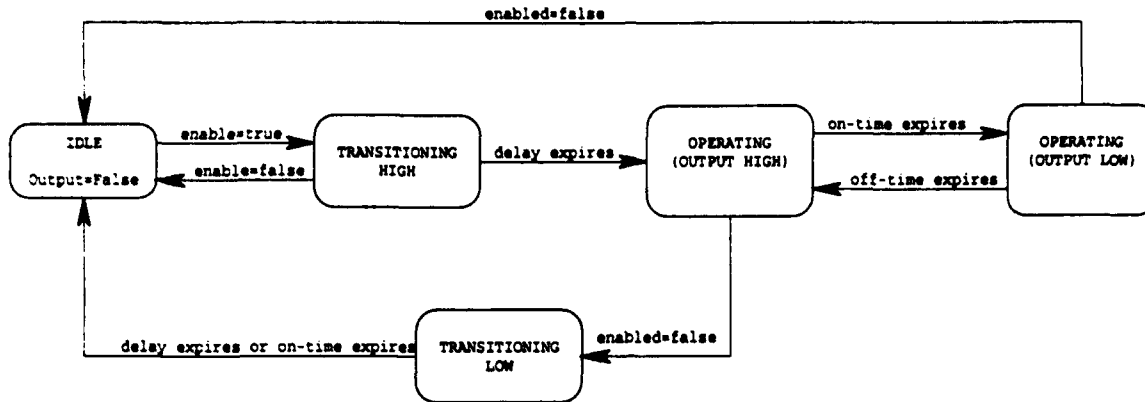 enabled=false
IDLE
Output=False
enable=true
enable=false
TRANSITIONING
HIGH
delay expires
OPERATING
(OUTPUT HIGH)
on-time expires
off-time expires
OPERATING
(OUTPUT LOW)
delay expires or on-time expires
TRANSITIONING
LOW
enabled=false